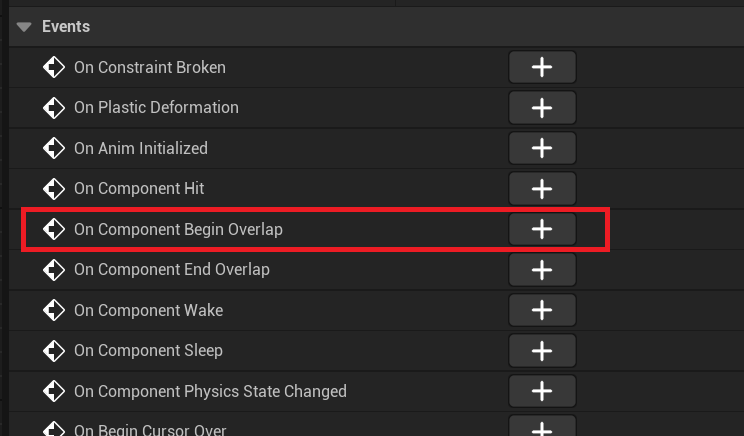 Events
On Constraint Broken
On Plastic Deformation
On Anim Initialized
On Component Hit
On Component Begin Overlap
On Component End Overlap
On Component Wake
On Component Sleep
On Component Physics State Changed
On Begin Cursor Over